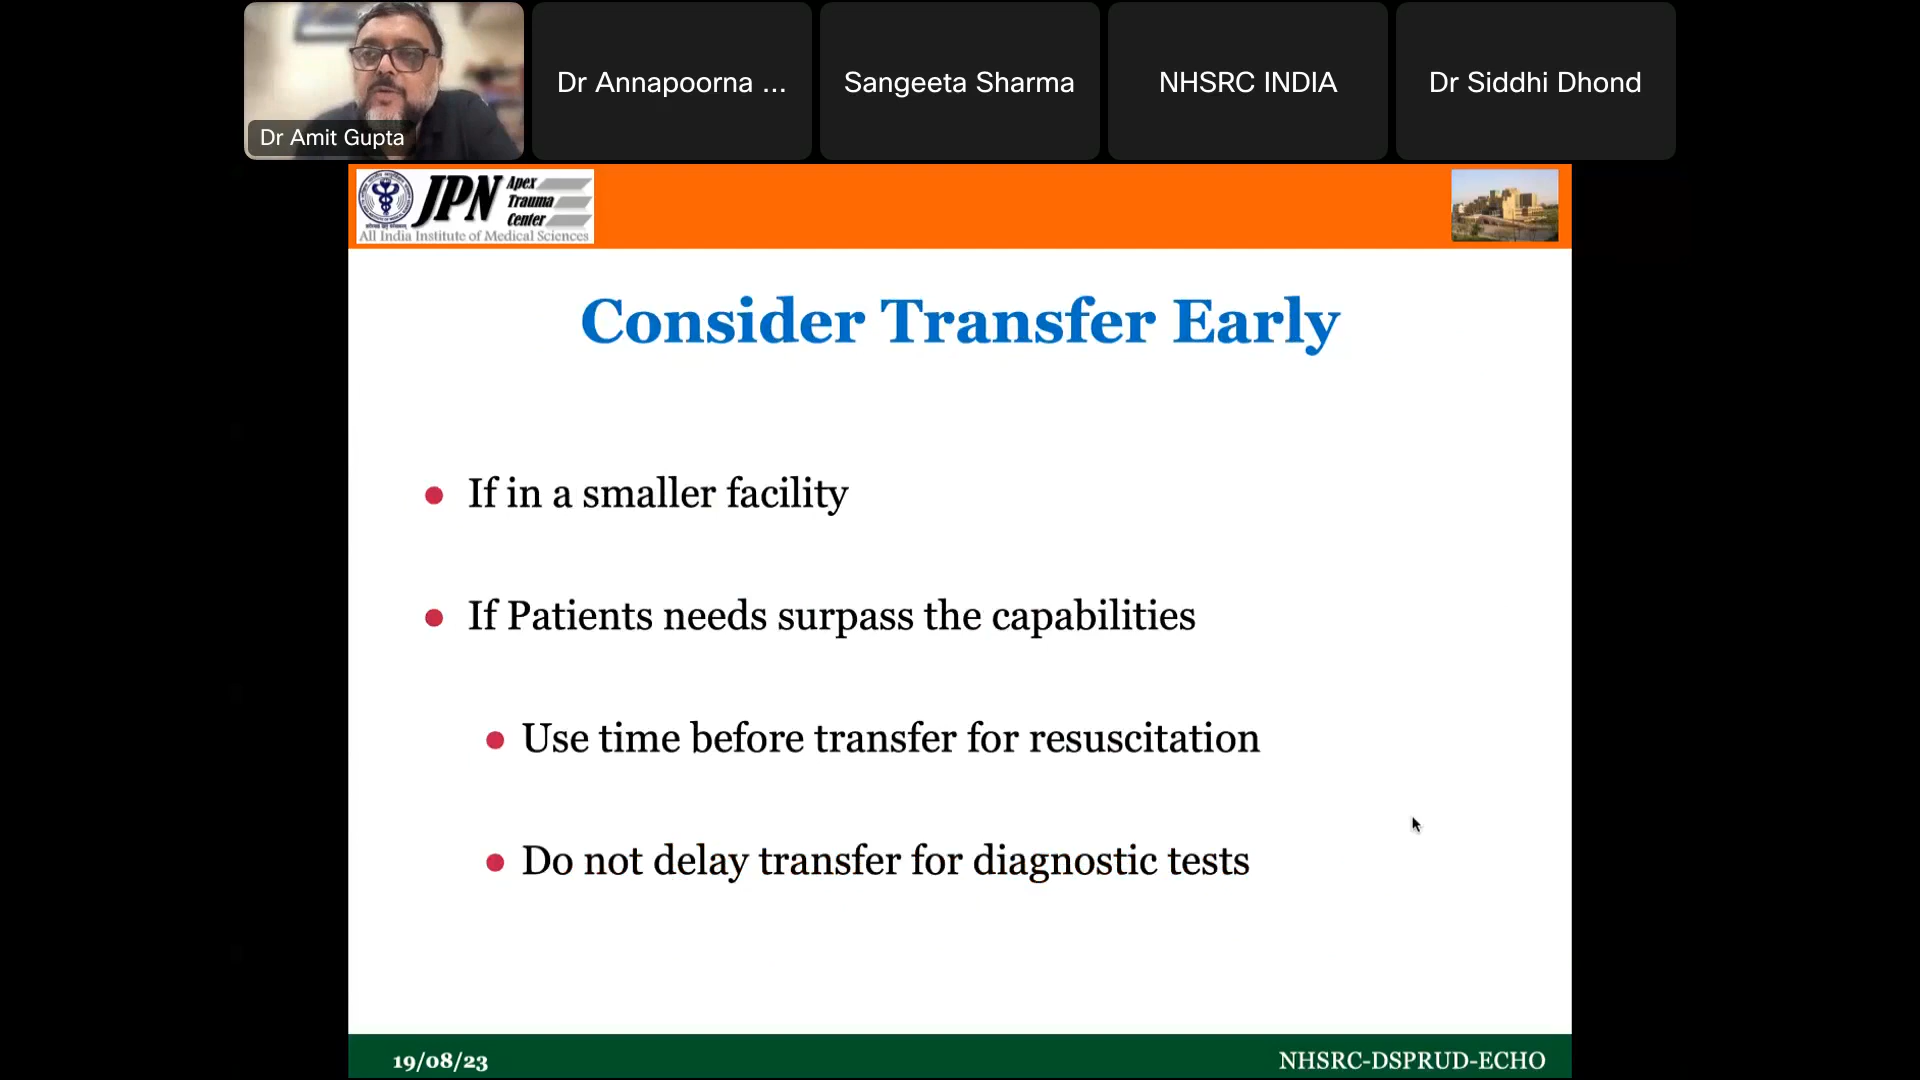 Dr Amit Gupta
Dr Annapoorna ...
Sangeeta Sharma
NHSRC INDIA
Dr Siddhi Dhond
JPN Apex
Trauma
Center
All India Institute of Medical Sciences
Consider Transfer Early
If in a smaller facility
If Patients needs surpass the capabilities
Use time before transfer for resuscitation
Do not delay transfer for diagnostic tests
19/08/23
NHSRC-DSPRUD-ECHO